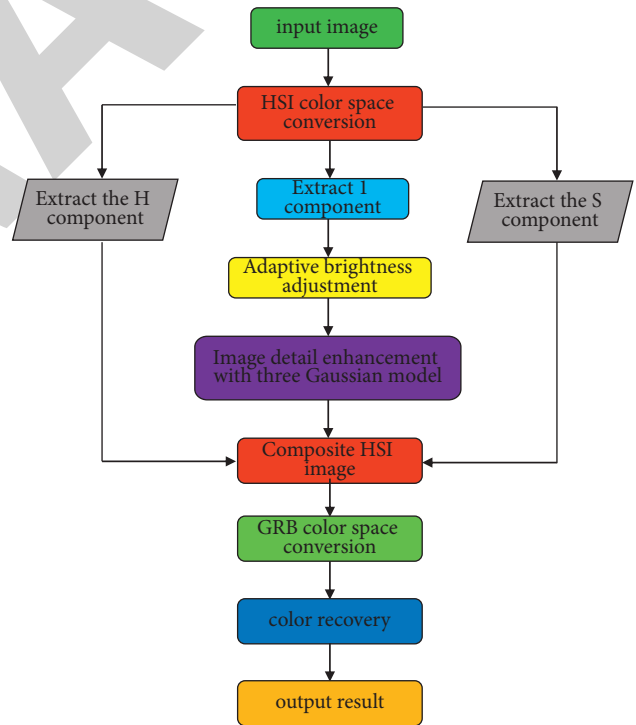 input image
HSI color space
conversion
Extract the H
component
Extract 1
component
Extract the S
component
Adaptive brightness
adjustment
Image detail enhancement
with three Gaussian model
Composite HSI
image
GRB color space
conversion
color recovery
output result